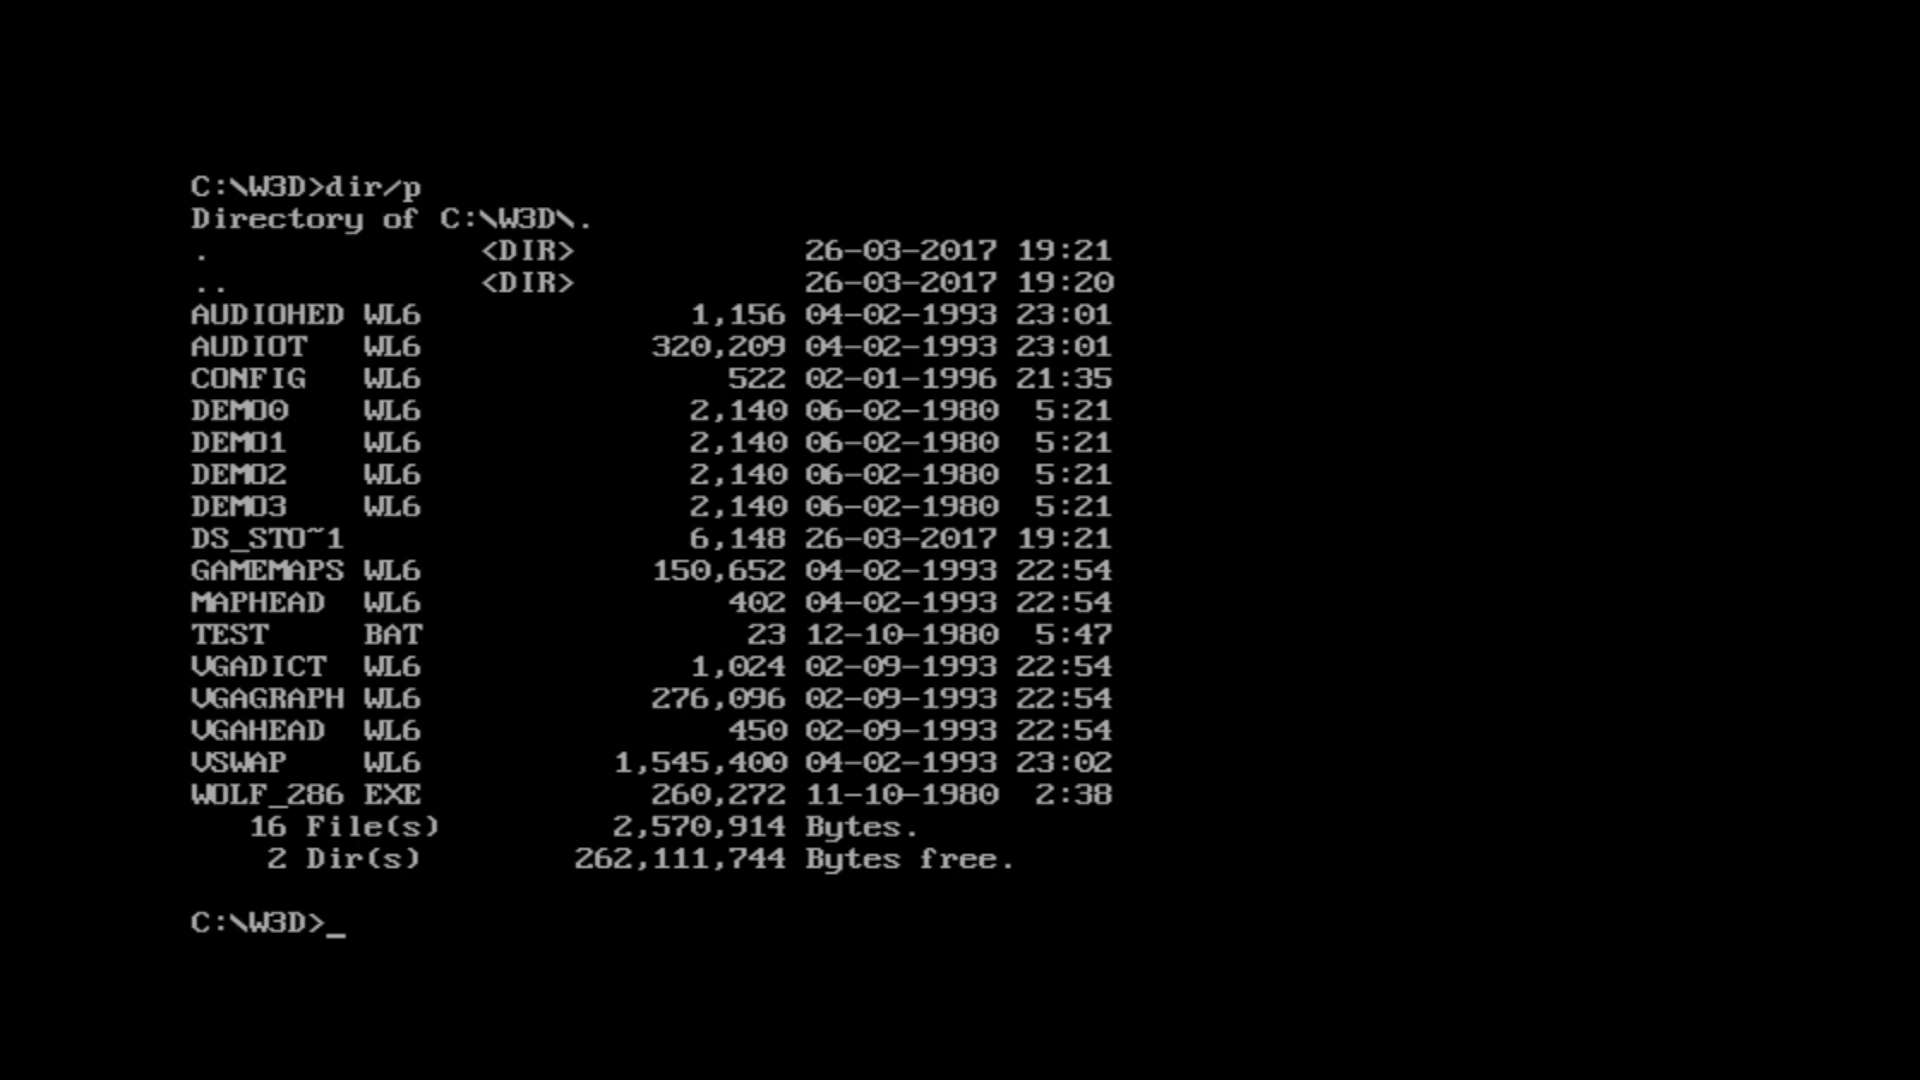 C:\W3D>dir/p
Directory of C:\W3D\.
. <DIR> 26-03-2017 19:21
.. <DIR> 26-03-2017 19:20
AUDIOHED WL6 1,156 04-02-1993 23:01
AUDIOT WL6 320,209 04-02-1993 23:01
CONFIG WL6 522 02-01-1996 21:35
DEMO0 WL6 2,140 06-02-1980 5:21
DEMO1 WL6 2,140 06-02-1980 5:21
DEMO2 WL6 2,140 06-02-1980 5:21
DEMO3 WL6 2,140 06-02-1980 5:21
DS_STO~1 6,148 26-03-2017 19:21
GAMEMAPS WL6 150,652 04-02-1993 22:54
MAPHEAD WL6 402 04-02-1993 22:54
TEST BAT 23 12-10-1980 5:47
VGADICT WL6 1,024 02-09-1993 22:54
VGAGRAPH WL6 276,096 02-09-1993 22:54
VGAHEAD WL6 450 02-09-1993 22:54
VSWAP WL6 1,545,400 04-02-1993 23:02
WOLF_286 EXE 260,272 11-10-1980 2:38
16 File(s) 2,570,914 Bytes.
2 Dir(s) 262,111,744 Bytes free.
C:\W3D>_